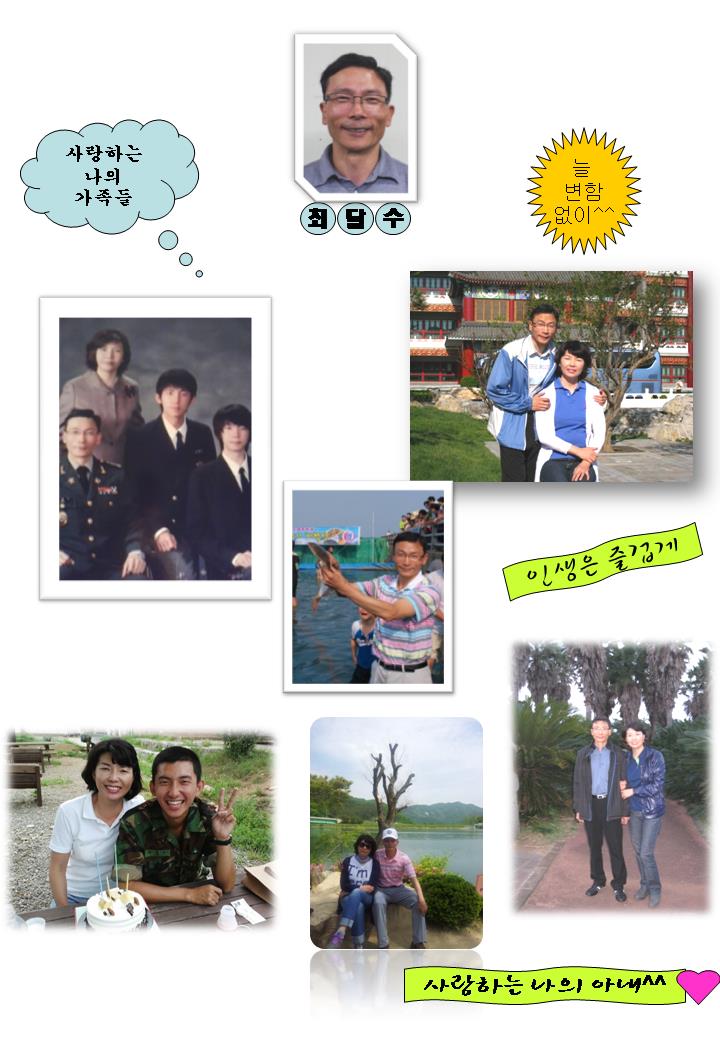 사랑하는
나의
가족들
늘
변함
없이^^
최 달 수
인생은 즐겁게
사랑하는 나의 아내^^